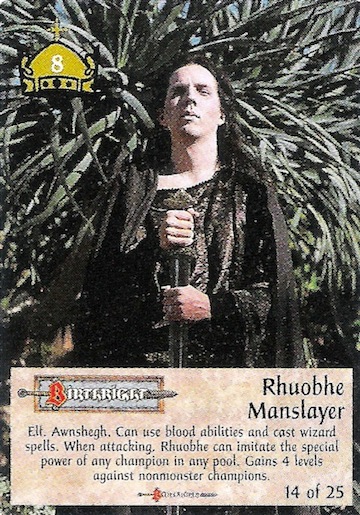 8
Rhuobhe
Manslayer
BIRTHRIGHT
Elf, Awnshegh. Can use blood abilities and cast wizard
spells. When attacking, Rhuobhe can imitate the special
power of any champion in any pool. Gains 4 levels
against nonmonster champions.
14 of 25